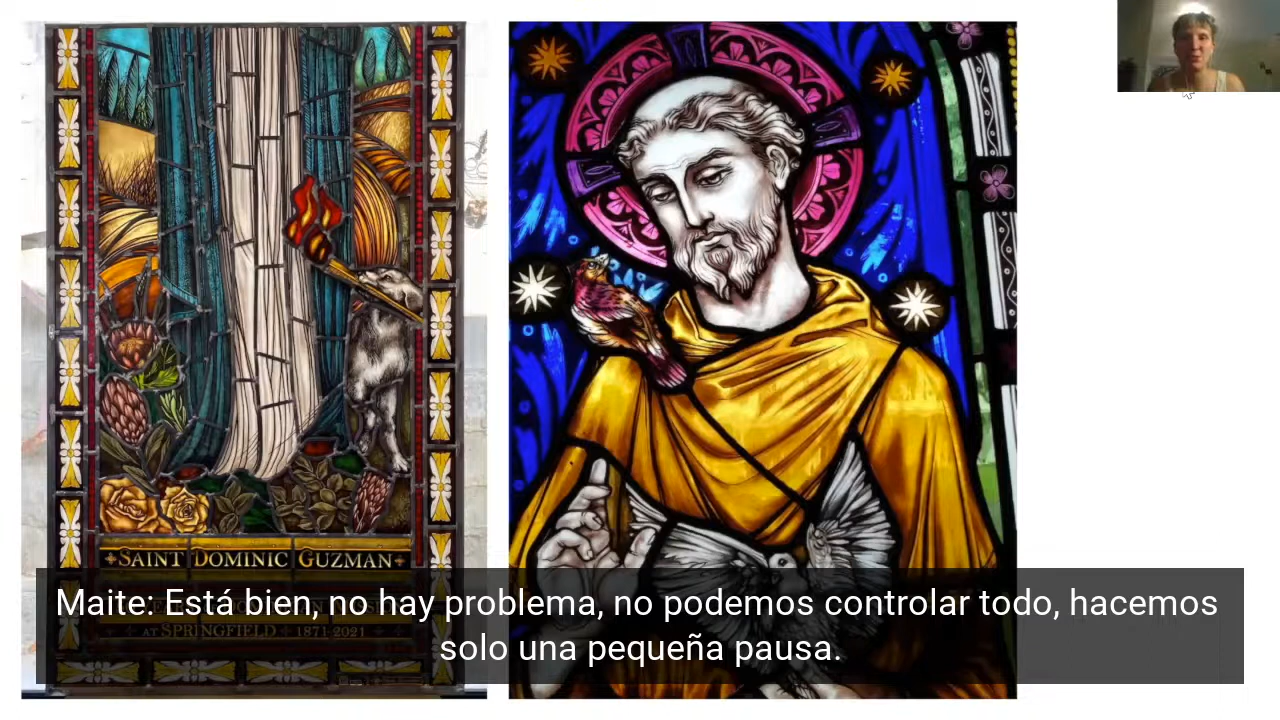 ✦SAINT DOMINIC GUZMAN✦
AT SPRINGFIELD ✦ 1871-2021
Maite: Está bien, no hay problema, no podemos controlar todo, hacemos
solo una pequeña pausa.